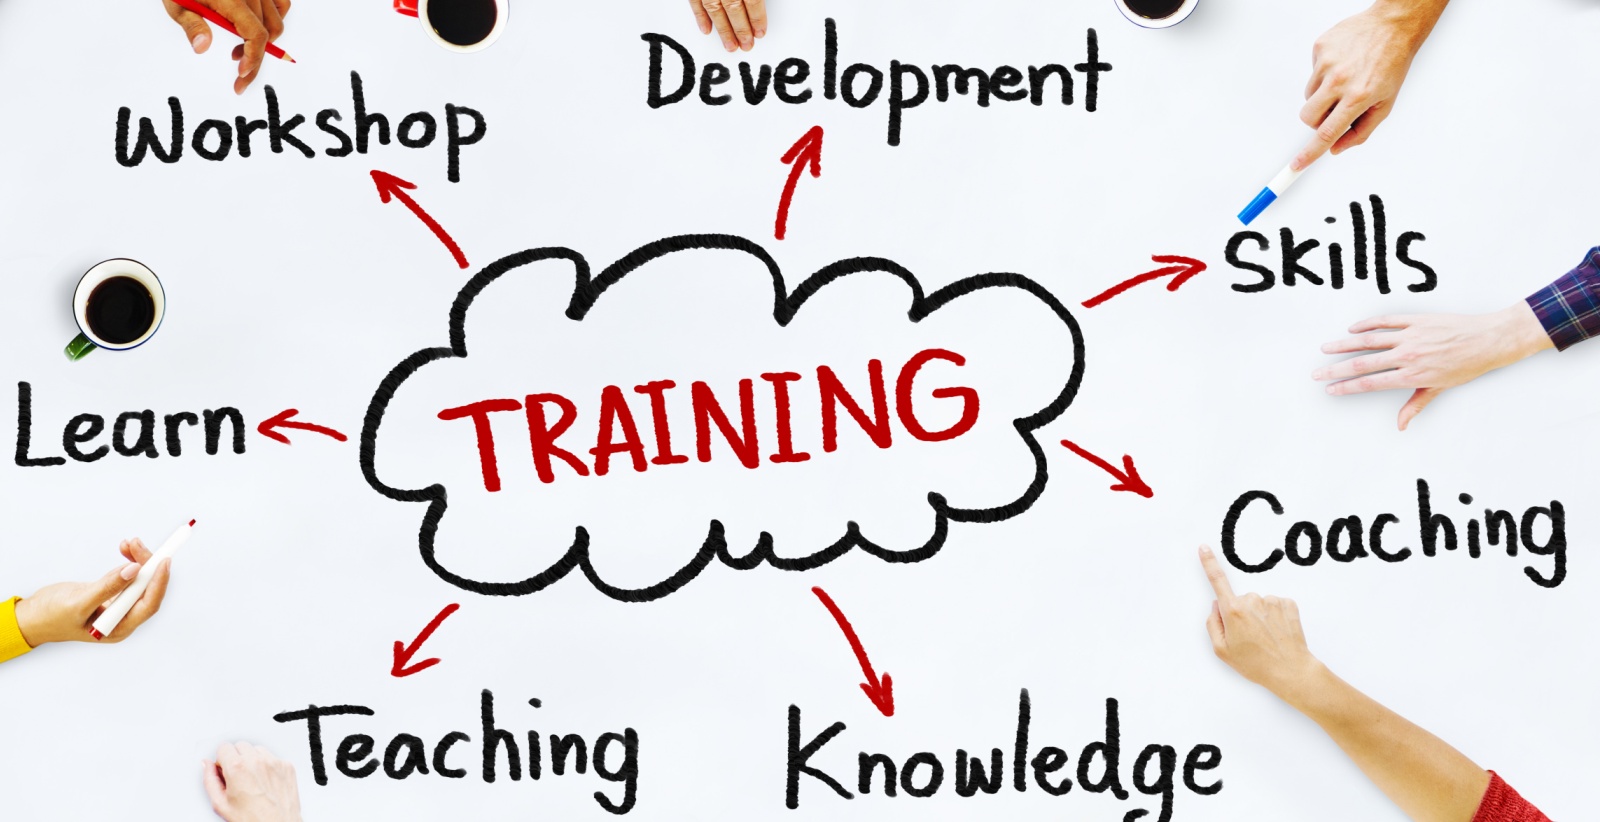 Development
Workshop
Skills
TRAINING
Learn
Coaching
Teaching
Knowledge